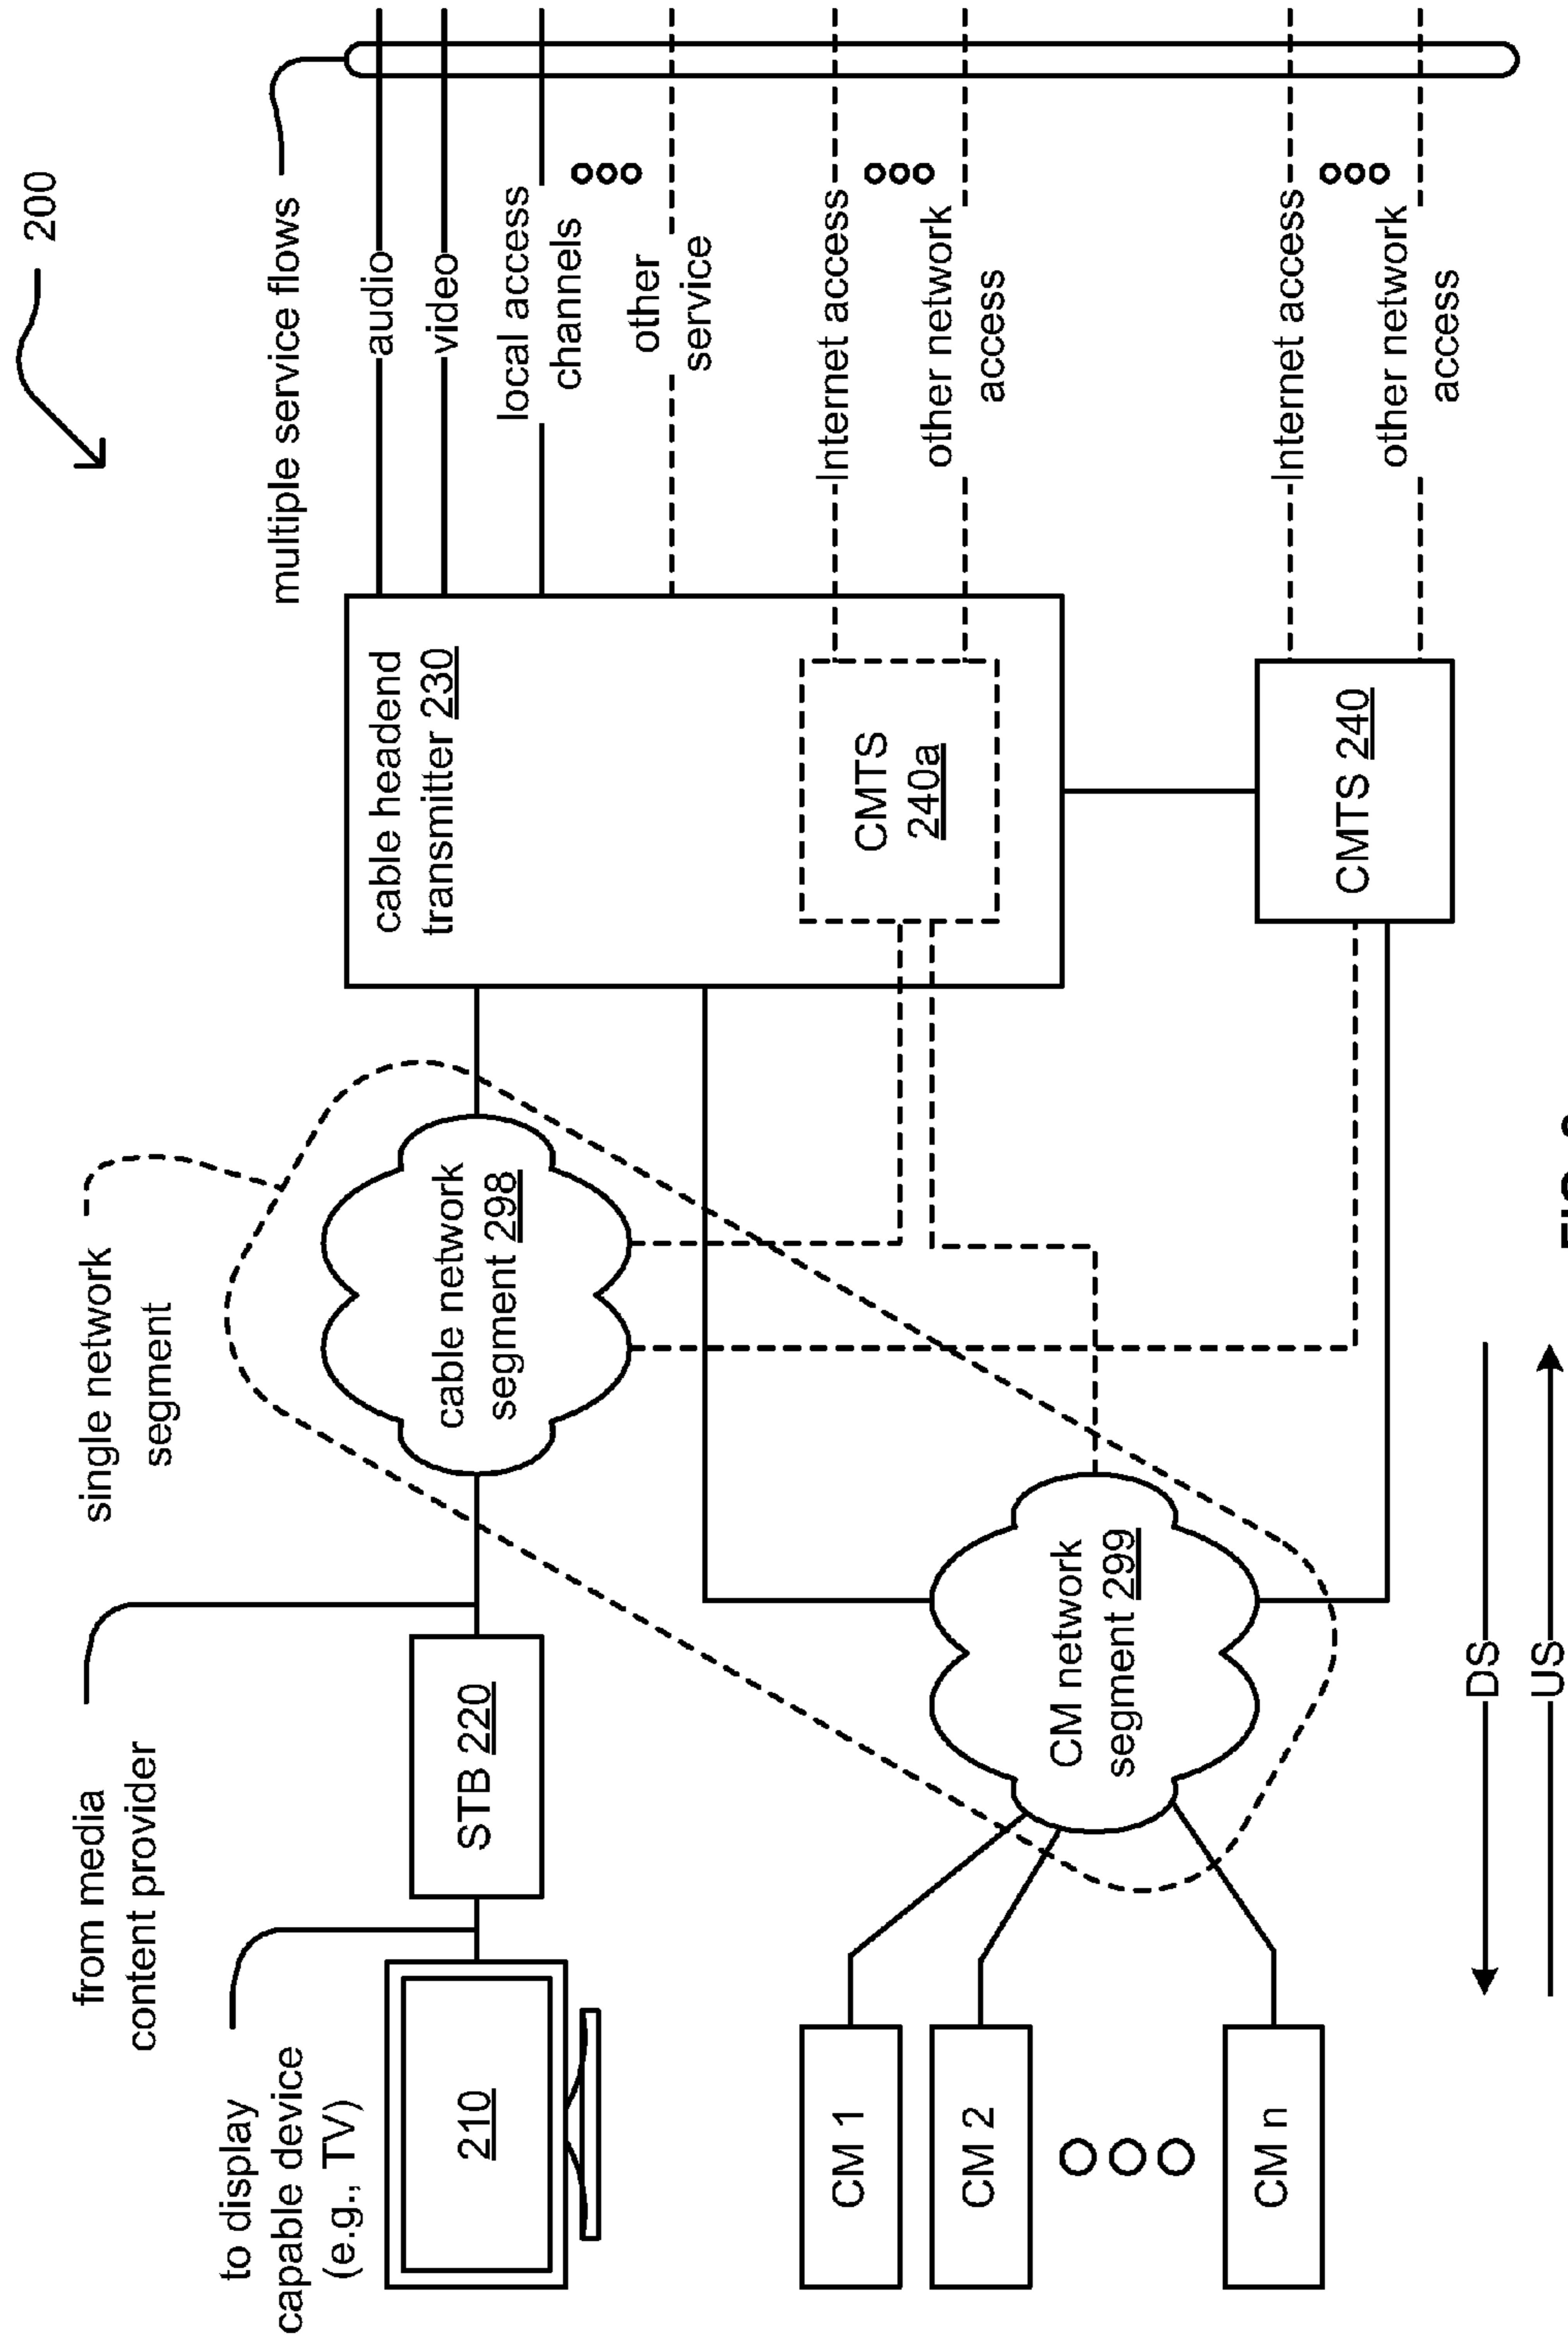 200
multiple service flows
audio
video
local access
channels
other
service
Internet access
other network
access
Internet access
other network
access
cable headend
transmitter 230
CMTS
240a
CMTS 240
single network
segment
cable network
segment 298
from media
content provider
STB 220
to display
capable device
(e.g., TV)
210
CM network
segment 299
CM 1
CM 2
CM n
DS
US